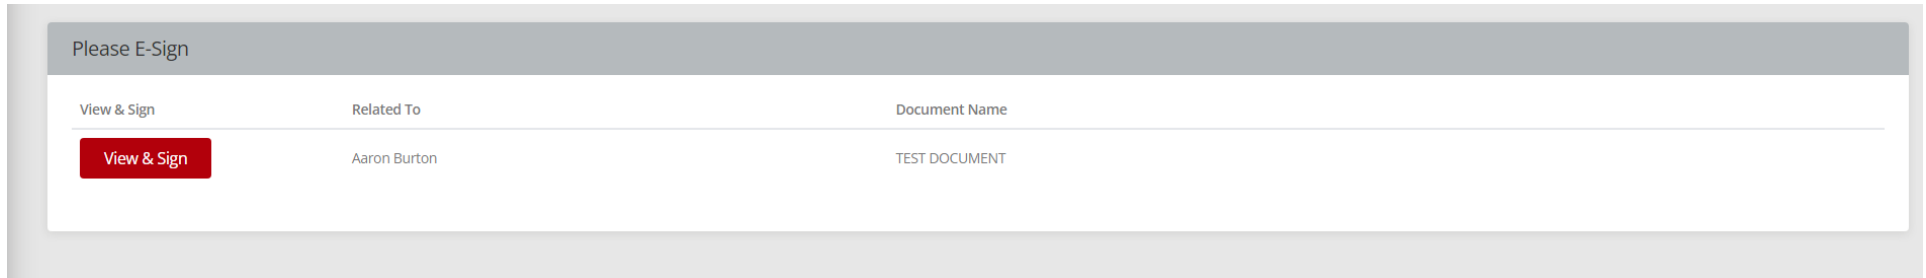 Please E-Sign
View & Sign Related To Document Name
View & Sign Aaron Burton TEST DOCUMENT